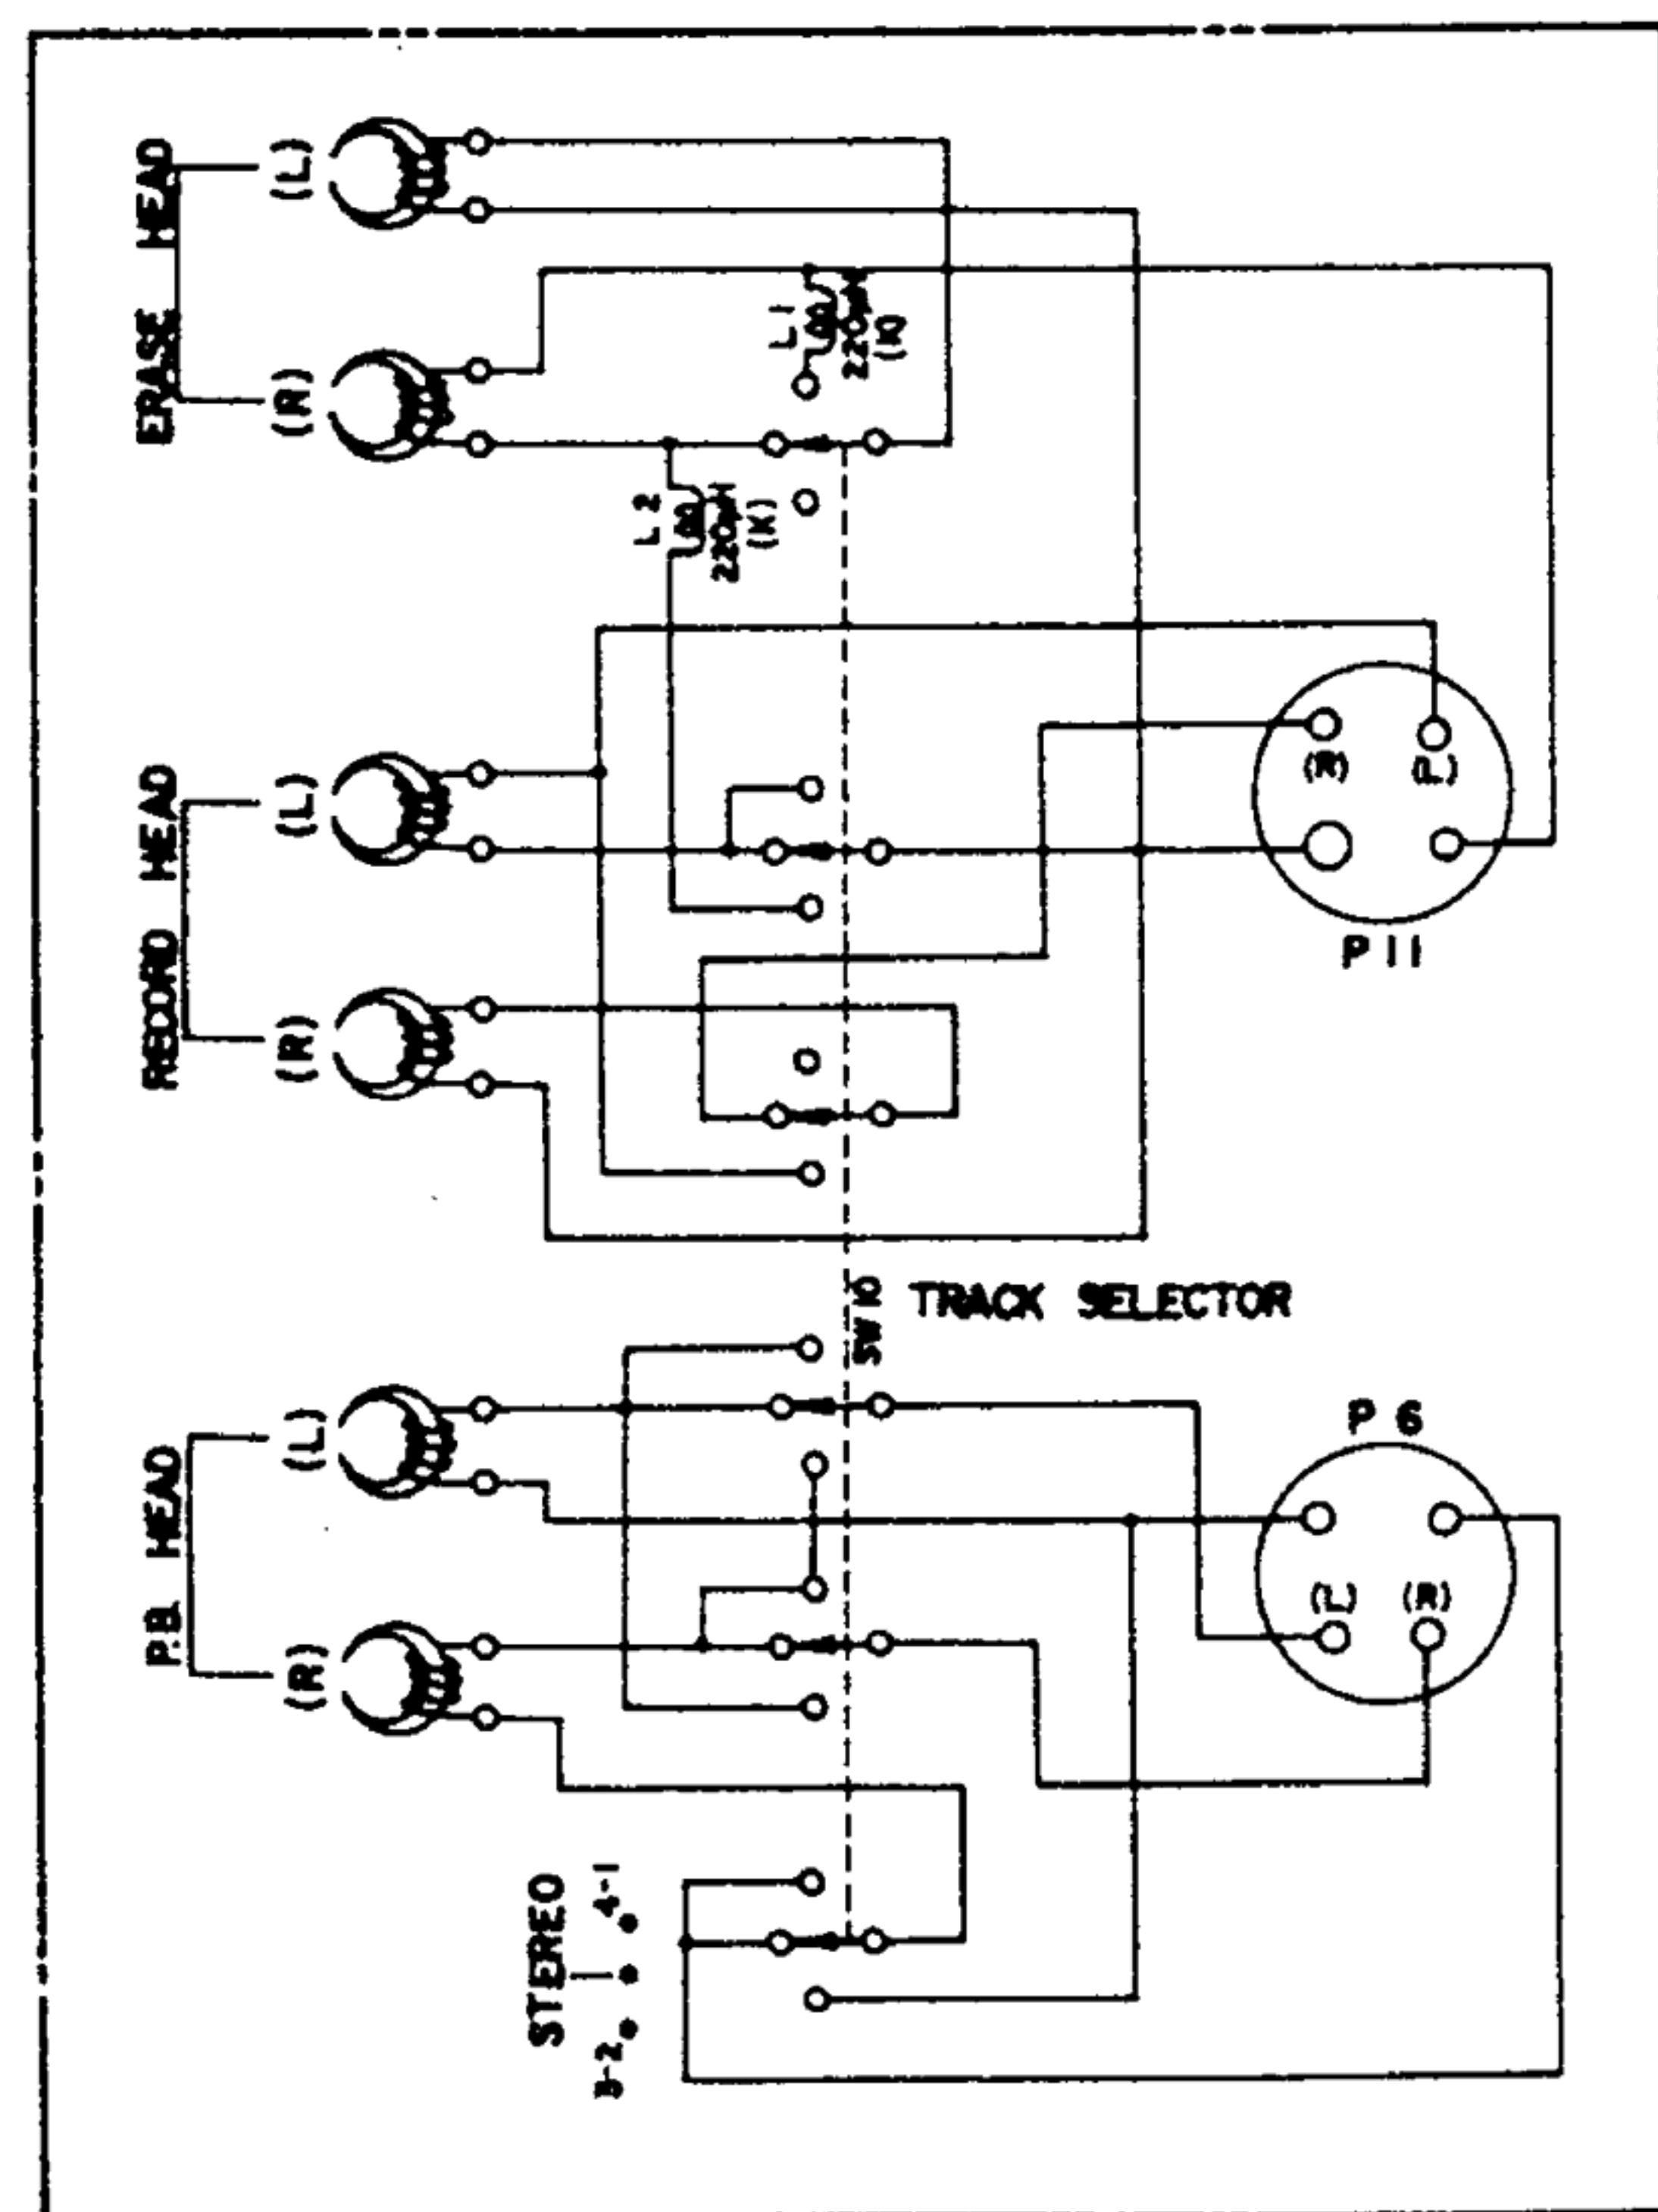 ERASE HEAD
(L)
(R)
L 1
220μH
(K)
L 2
220μH
(K)
RECORD HEAD
(L)
(R)
(R)
(L)
P 11
SW 10
TRACK SELECTOR
P.B. HEAD
(L)
(R)
P 6
(L)
(R)
STEREO
4-1
3-2